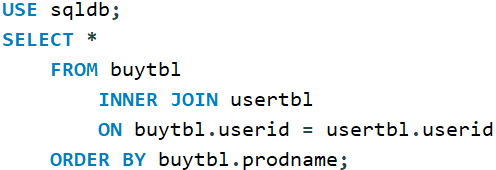 USE sqldb;
SELECT *
    FROM buytbl
        INNER JOIN usertbl
        ON buytbl.userid = usertbl.userid
    ORDER BY buytbl.prodname;